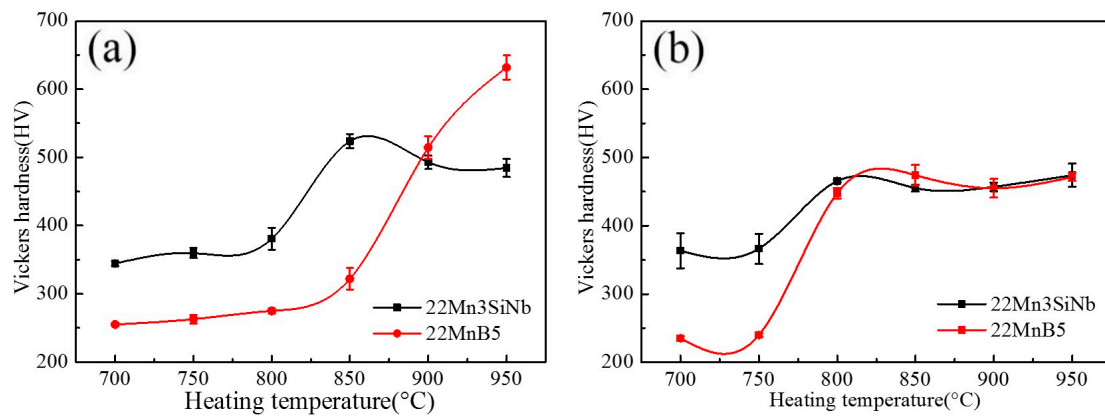 (a)
Vickers hardness(HV)
700
600
500
400
300
200
22Mn3SiNb
22MnB5
700 750 800 850 900 950
Heating temperature(°C)
(b)
Vickers hardness(HV)
700
600
500
400
300
200
22Mn3SiNb
22MnB5
700 750 800 850 900 950
Heating temperature(°C)